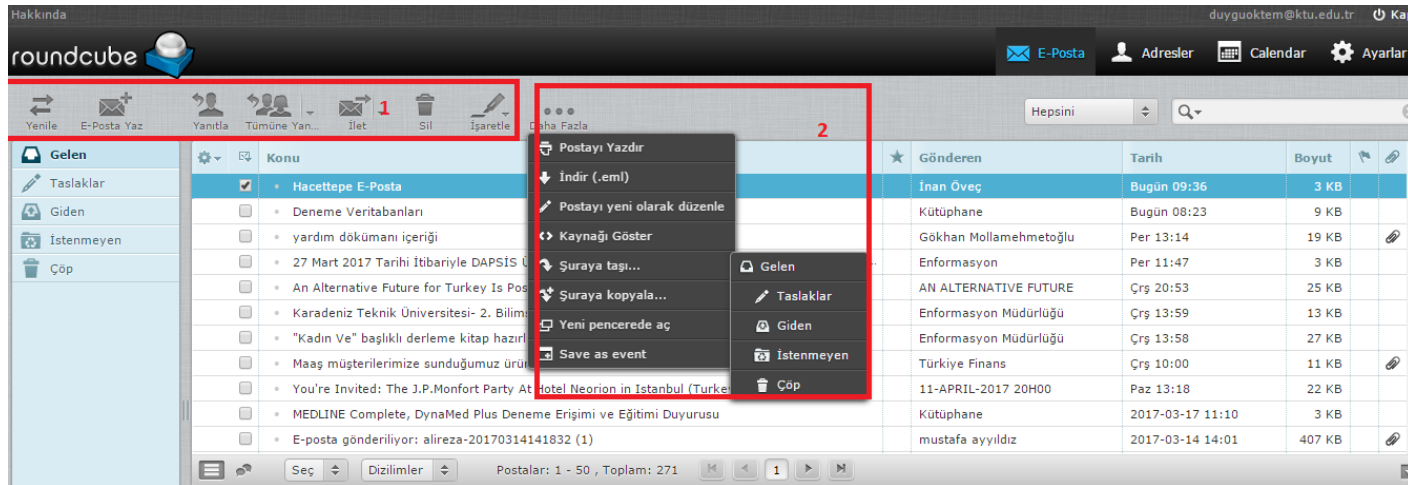 Hakkında duyguoktem@ktu.edu.tr
roundcube E-Posta Adresler Calendar Ayarlar
1
Yenile E-Posta Yaz Yanıtla Tümüne Yan... İlet Sil İşaretle Daha Fazla Hepsini
2
Gelen
Taslaklar
Giden
İstenmeyen
Çöp
Konu Gönderen Tarih Boyut
Hacettepe E-Posta İnan Öveç Bugün 09:36 3 KB
Deneme Veritabanları Kütüphane Bugün 08:23 9 KB
yardım dökümanı içeriği Gökhan Mollamehmetoğlu Per 13:14 19 KB
27 Mart 2017 Tarihi İtibariyle DAPSİS Enformasyon Per 11:47 3 KB
An Alternative Future for Turkey Is AN ALTERNATIVE FUTURE Çrş 20:53 25 KB
Karadeniz Teknik Üniversitesi- 2. Enformasyon Müdürlüğü Çrş 13:59 13 KB
"Kadın Ve" başlıklı derleme kitap Enformasyon Müdürlüğü Çrş 13:58 27 KB
Maaş müşterilerimize sunduğumuz Türkiye Finans Çrş 10:00 11 KB
You're Invited: The J.P.Monfort Party At Hotel Neorion in Istanbul 11-APRIL-2017 20H00 Paz 13:18 22 KB
MEDLINE Complete, DynaMed Plus Deneme Erişimi ve Eğitimi Duyurusu Kütüphane 2017-03-17 11:10 3 KB
E-posta gönderiliyor: alireza-20170314141832 (1) mustafa ayyıldız 2017-03-14 14:01 407 KB
Postayı Yazdır
İndir (.eml)
Postayı yeni olarak düzenle
Kaynağı Göster
Şuraya taşı...
Şuraya kopyala...
Yeni pencerede aç
Save as event
Gelen
Taslaklar
Giden
İstenmeyen
Çöp
Seç Dizilimler Postalar: 1 - 50 , Toplam: 271 1